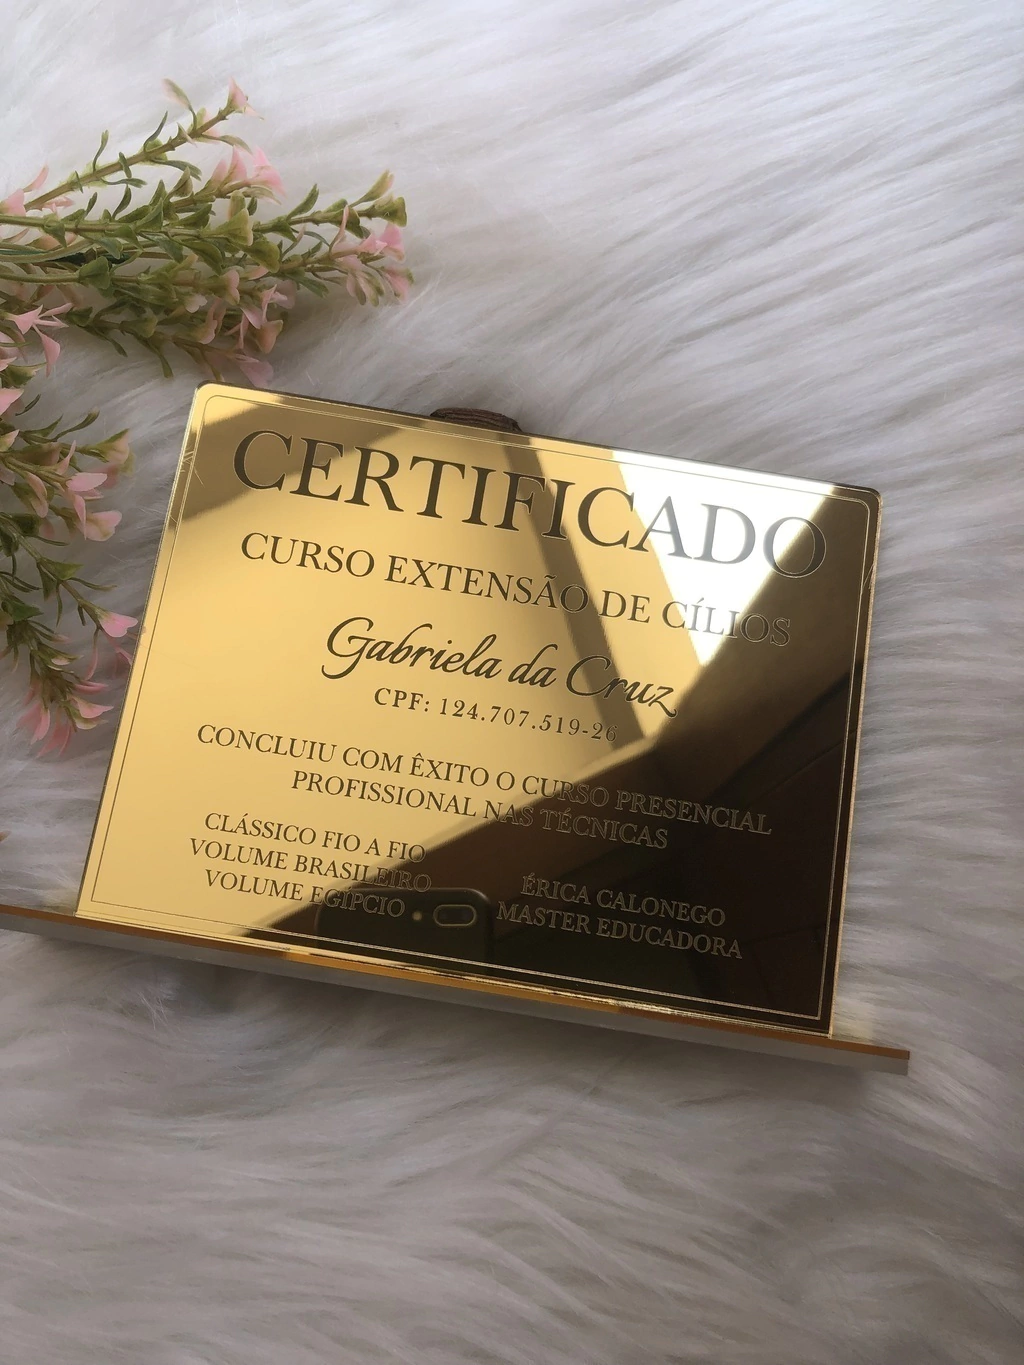 CERTIFICADO
CURSO EXTENSÃO DE CÍLIOS
Gabriela da Cruz
CPF: 124.707.519-26
CONCLUIU COM ÊXITO O CURSO PRESENCIAL
PROFISSIONAL NAS TÉCNICAS
CLÁSSICO FIO A FIO
VOLUME BRASILEIRO
VOLUME EGÍPCIO
ÉRICA CALONEGO
MASTER EDUCADORA